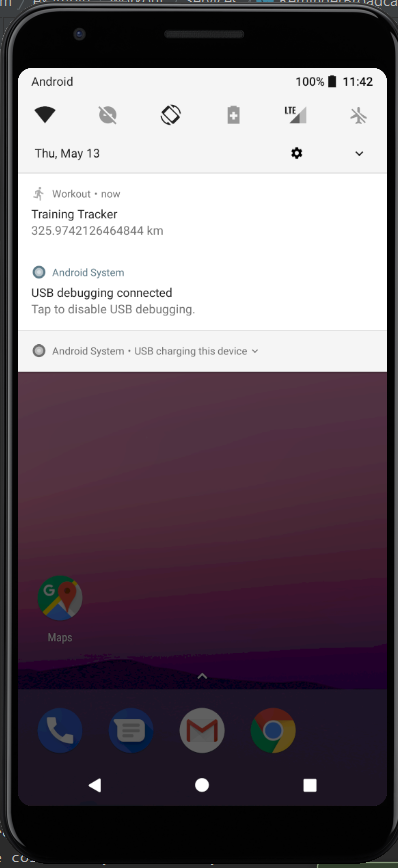 Android 100% 11:42
LTE
Thu, May 13
Workout • now
Training Tracker
325.9742126464844 km
Android System
USB debugging connected
Tap to disable USB debugging.
Android System • USB charging this device
G
Maps